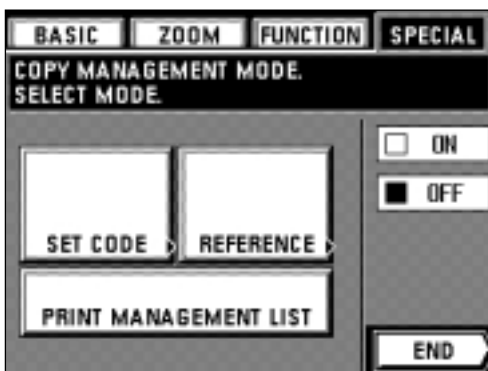 BASIC ZOOM FUNCTION SPECIAL
COPY MANAGEMENT MODE.
SELECT MODE.
ON
OFF
SET CODE REFERENCE
PRINT MANAGEMENT LIST
END